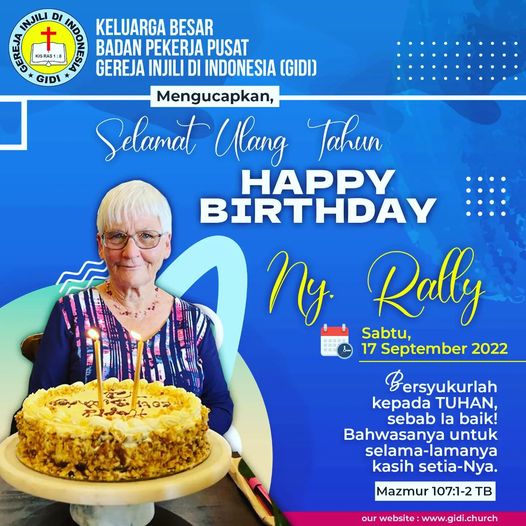 GEREJA INJILI DI INDONESIA
KIS RAS 1 : 8
GIDI
KELUARGA BESAR
BADAN PEKERJA PUSAT
GEREJA INJILI DI INDONESIA (GIDI)
Mengucapkan,
Selamat Ulang Tahun
HAPPY
BIRTHDAY
Ny. Rally
Sabtu,
17 September 2022
Bersyukurlah
kepada TUHAN,
sebab Ia baik!
Bahwasanya untuk
selama-lamanya
kasih setia-Nya.
Mazmur 107:1-2 TB
our website : www.gidi.church